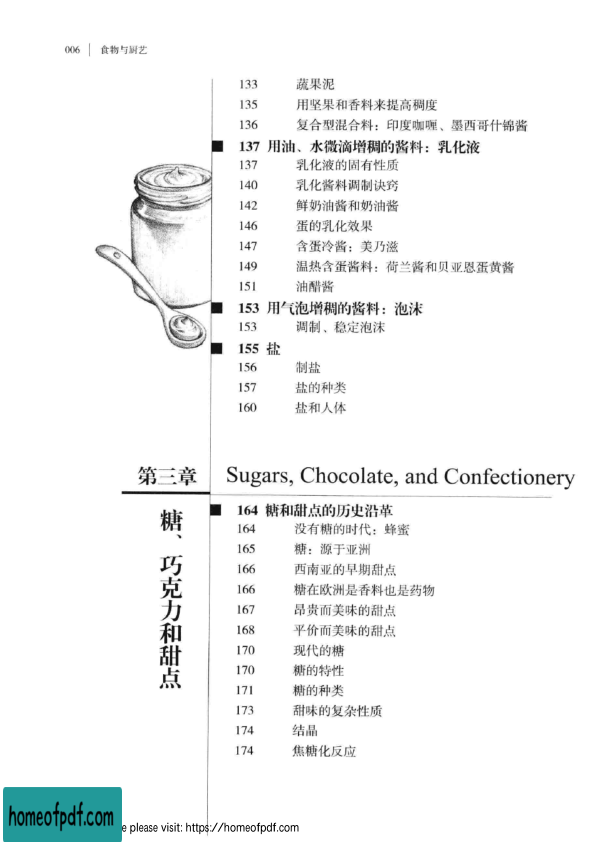 006 食物与厨艺
133 蔬果泥
135 用坚果和香料来提高稠度
136 复合型混合料：印度咖喱、墨西哥什锦酱
137 用油、水微滴增稠的酱料：乳化液
137 乳化液的固有性质
140 乳化酱料调制诀窍
142 鲜奶油酱和奶油酱
146 蛋的乳化效果
147 含蛋冷酱：美乃滋
149 温热含蛋酱料：荷兰酱和贝亚恩蛋黄酱
151 油醋酱
153 用气泡增稠的酱料：泡沫
153 调制、稳定泡沫
155 盐
156 制盐
157 盐的种类
160 盐和人体
第三章 Sugars, Chocolate, and Confectionery
糖、巧克力和甜点
164 糖和甜点的历史沿革
164 没有糖的时代：蜂蜜
165 糖：源于亚洲
166 西南亚的早期甜点
166 糖在欧洲是香料也是药物
167 昂贵而美味的甜点
168 平价而美味的甜点
170 现代的糖
170 糖的特性
171 糖的种类
173 甜味的复杂性质
174 结晶
174 焦糖化反应
homeofpdf.com
please visit: https://homeofpdf.com